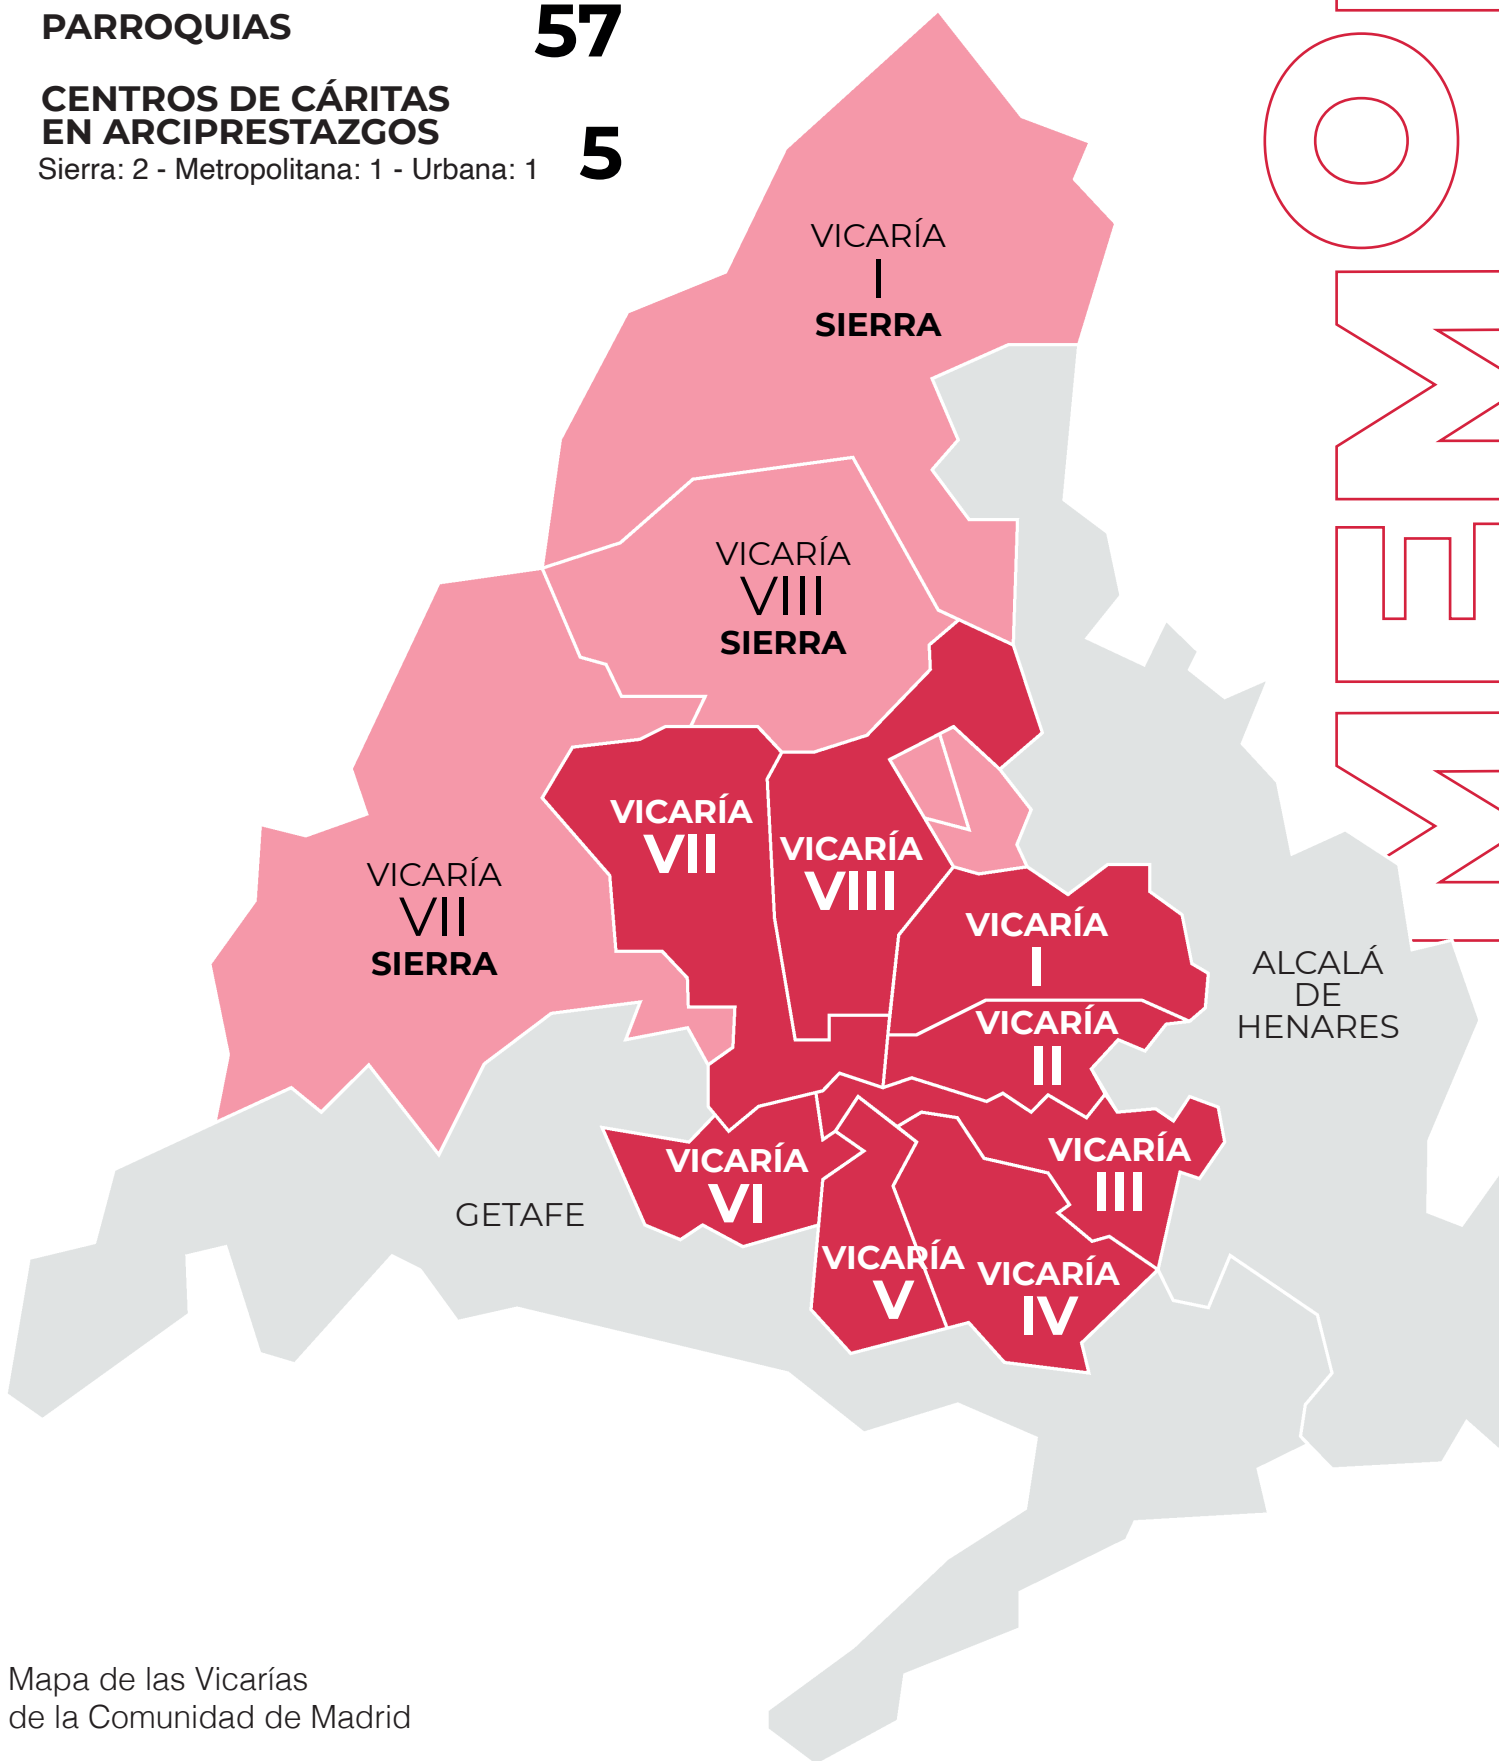 PARROQUIAS 57
CENTROS DE CÁRITAS
EN ARCIPRESTAZGOS 5
Sierra: 2 - Metropolitana: 1 - Urbana: 1
VICARÍA
I
SIERRA
VICARÍA
VIII
SIERRA
VICARÍA
VII
VICARÍA
VIII
VICARÍA
VII
SIERRA
VICARÍA
I
ALCALÁ
DE
HENARES
VICARÍA
II
VICARÍA
III
VICARÍA
VI
GETAFE
VICARÍA
V
VICARÍA
IV
Mapa de las Vicarías
de la Comunidad de Madrid
MEMO